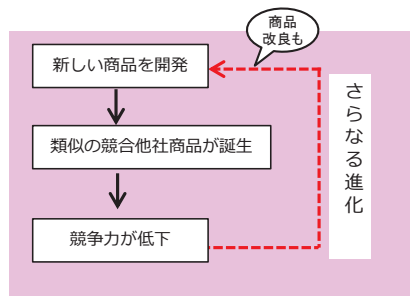 商品
改良も
新しい商品を開発
類似の競合他社商品が誕生
競争力が低下
さらなる進化